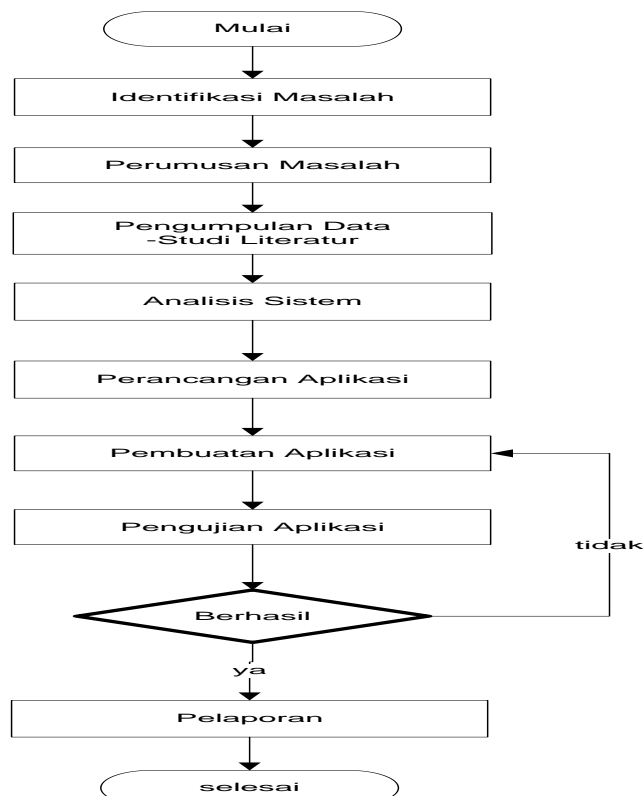 Mulai
Identifikasi Masalah
Perumusan Masalah
Pengumpulan Data
-Studi Literatur
Analisis Sistem
Perancangan Aplikasi
Pembuatan Aplikasi
Pengujian Aplikasi
tidak
Berhasil
ya
Pelaporan
selesai